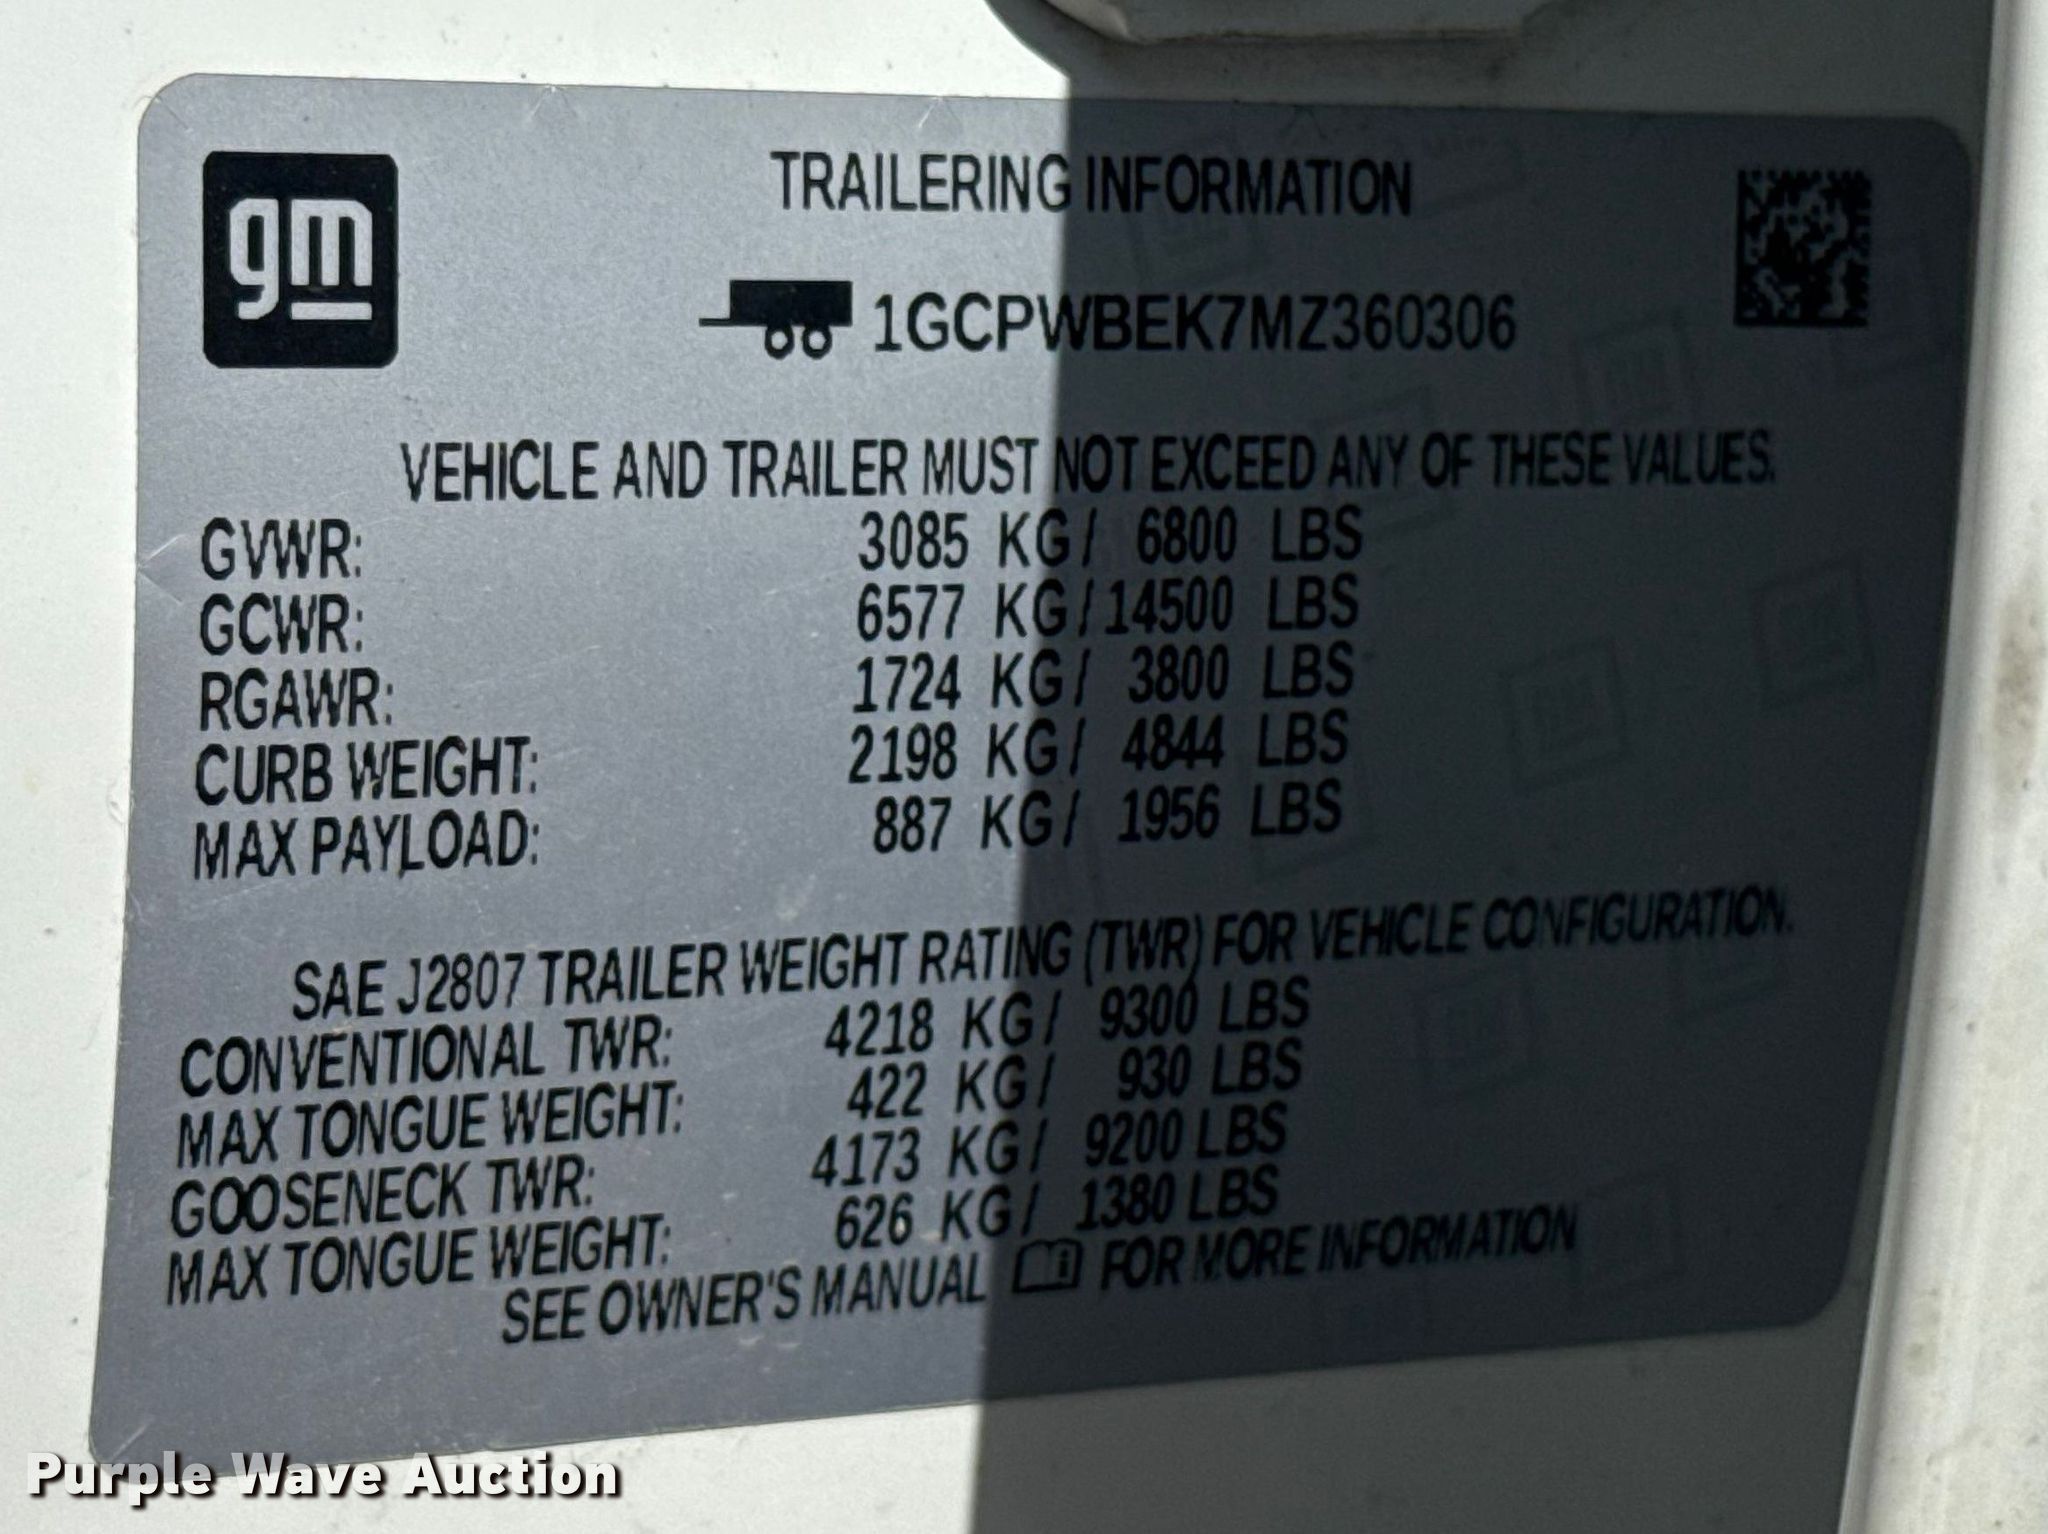 gm
TRAILERING INFORMATION
1GCPWBEK7MZ360306
VEHICLE AND TRAILER MUST NOT EXCEED ANY OF THESE VALUES.
GVWR: 3085 KG/ 6800 LBS
GCWR: 6577 KG/14500 LBS
RGAWR: 1724 KG/ 3800 LBS
CURB WEIGHT: 2198 KG/ 4844 LBS
MAX PAYLOAD: 887 KG/ 1956 LBS
SAE J2807 TRAILER WEIGHT RATING (TWR) FOR VEHICLE CONFIGURATION.
CONVENTIONAL TWR: 4218 KG/ 9300 LBS
MAX TONGUE WEIGHT: 422 KG/ 930 LBS
GOOSENECK TWR: 4173 KG/ 9200 LBS
MAX TONGUE WEIGHT: 626 KG/ 1380 LBS
SEE OWNER'S MANUAL FOR MORE INFORMATION
Purple Wave Auction